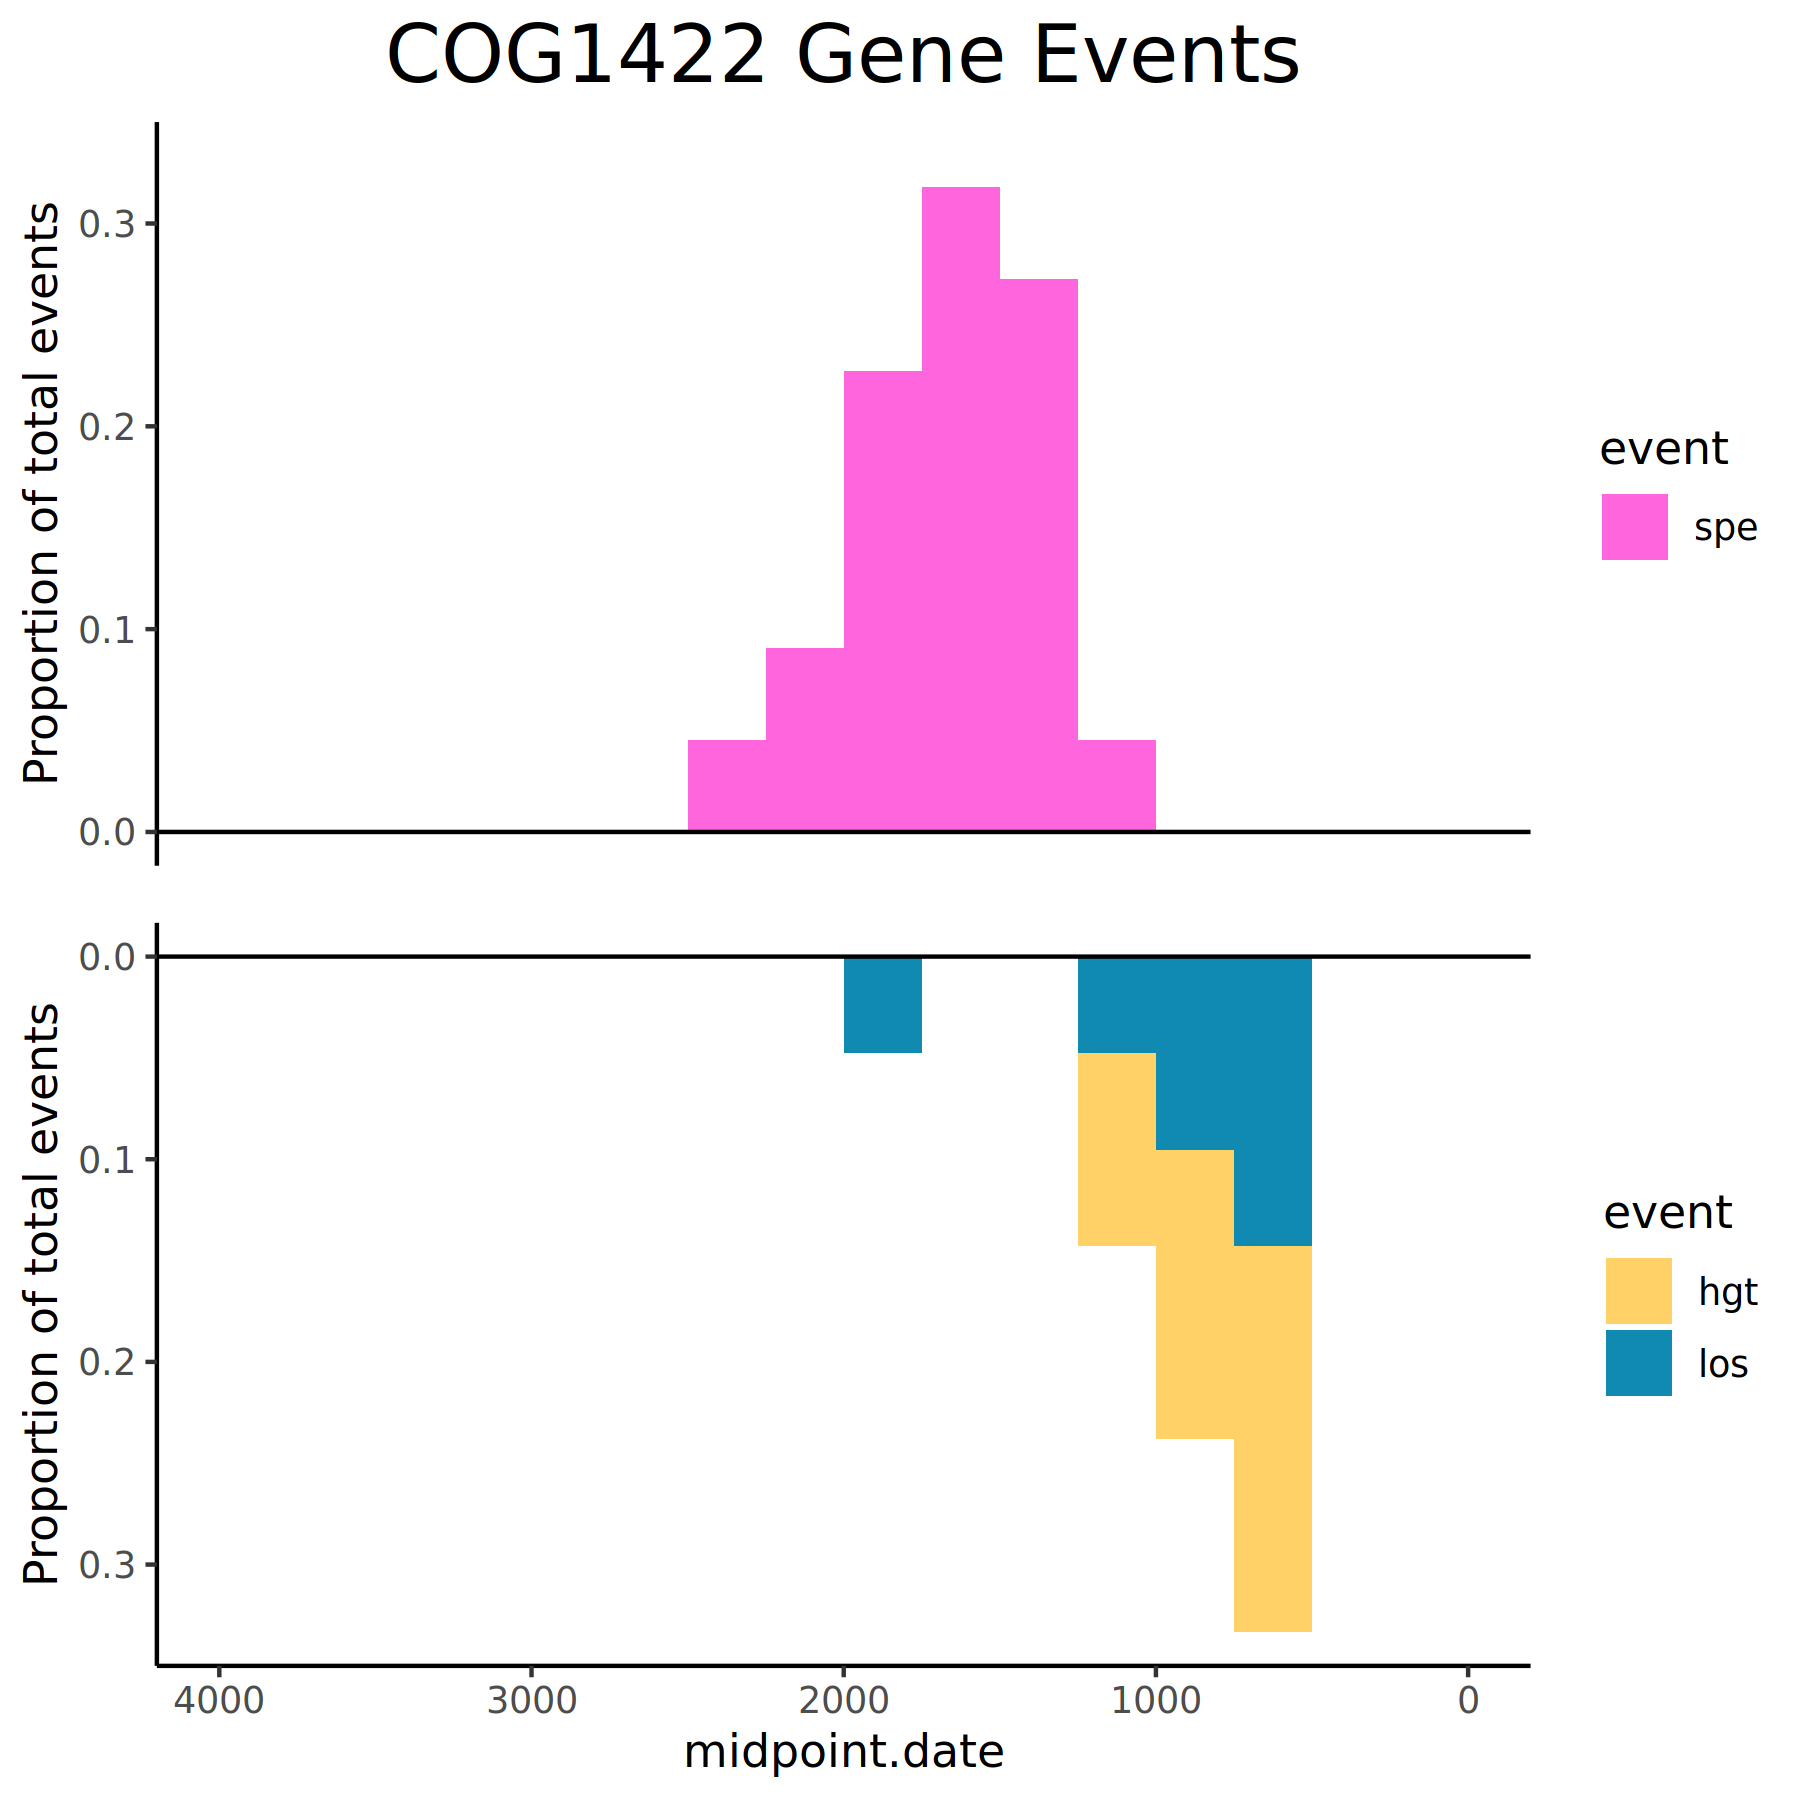 COG1422 Gene Events
Proportion of total events
0.3
0.2
0.1
0.0
event
spe
Proportion of total events
0.0
0.1
0.2
0.3
event
hgt
los
4000 3000 2000 1000 0
midpoint.date